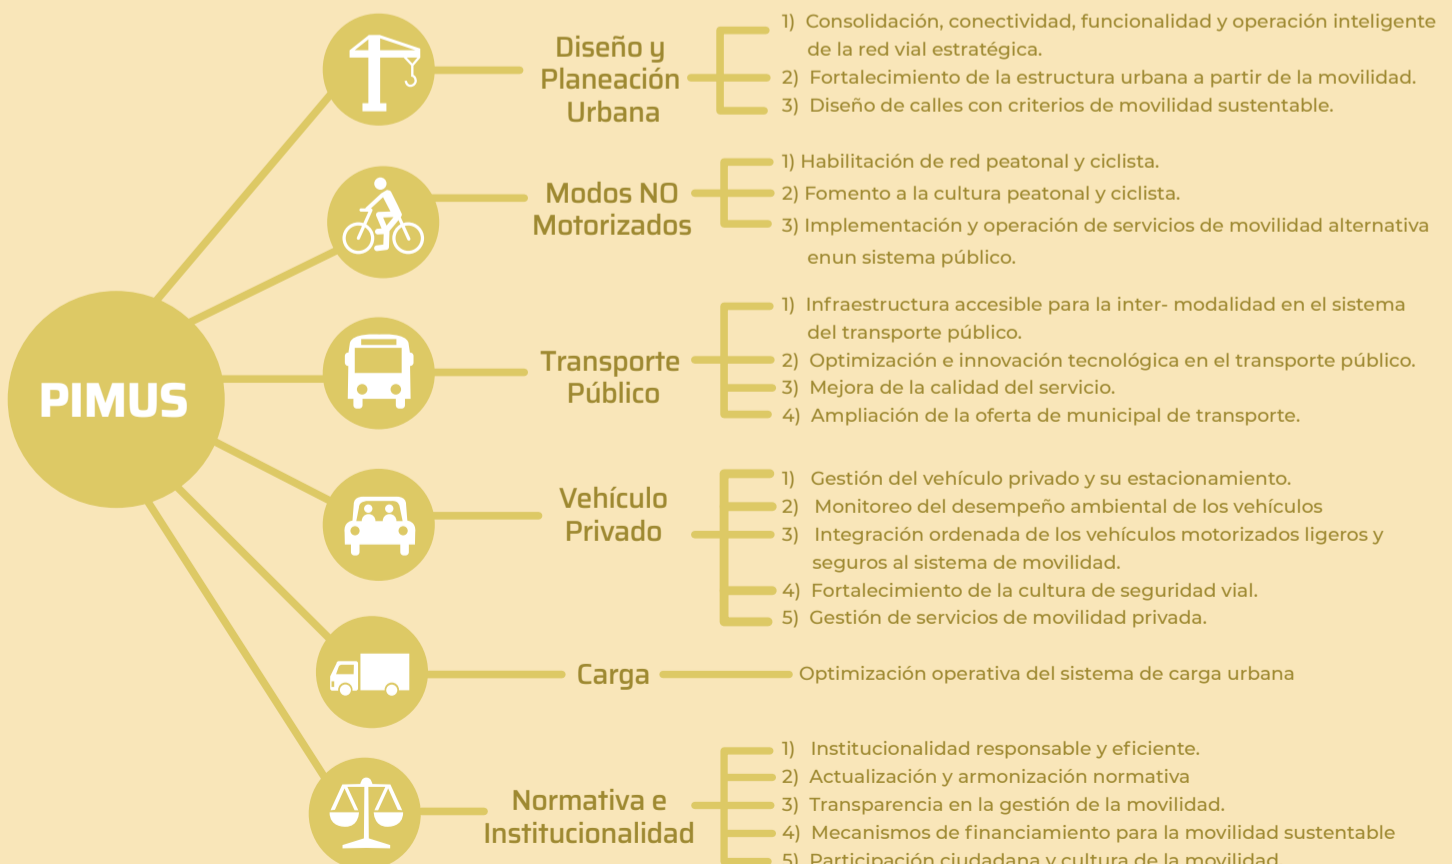 PIMUS
Diseño y
Planeación
Urbana
1) Consolidación, conectividad, funcionalidad y operación inteligente
de la red vial estratégica.
2) Fortalecimiento de la estructura urbana a partir de la movilidad.
3) Diseño de calles con criterios de movilidad sustentable.
Modos NO
Motorizados
1) Habilitación de red peatonal y ciclista.
2) Fomento a la cultura peatonal y ciclista.
3) Implementación y operación de servicios de movilidad alternativa
enun sistema público.
Transporte
Público
1) Infraestructura accesible para la inter- modalidad en el sistema
del transporte público.
2) Optimización e innovación tecnológica en el transporte público.
3) Mejora de la calidad del servicio.
4) Ampliación de la oferta de municipal de transporte.
Vehículo
Privado
1) Gestión del vehículo privado y su estacionamiento.
2) Monitoreo del desempeño ambiental de los vehículos
3) Integración ordenada de los vehículos motorizados ligeros y
seguros al sistema de movilidad.
4) Fortalecimiento de la cultura de seguridad vial.
5) Gestión de servicios de movilidad privada.
Carga
Optimización operativa del sistema de carga urbana
Normativa e
Institucionalidad
1) Institucionalidad responsable y eficiente.
2) Actualización y armonización normativa
3) Transparencia en la gestión de la movilidad.
4) Mecanismos de financiamiento para la movilidad sustentable
5) Participación ciudadana y cultura de la movilidad